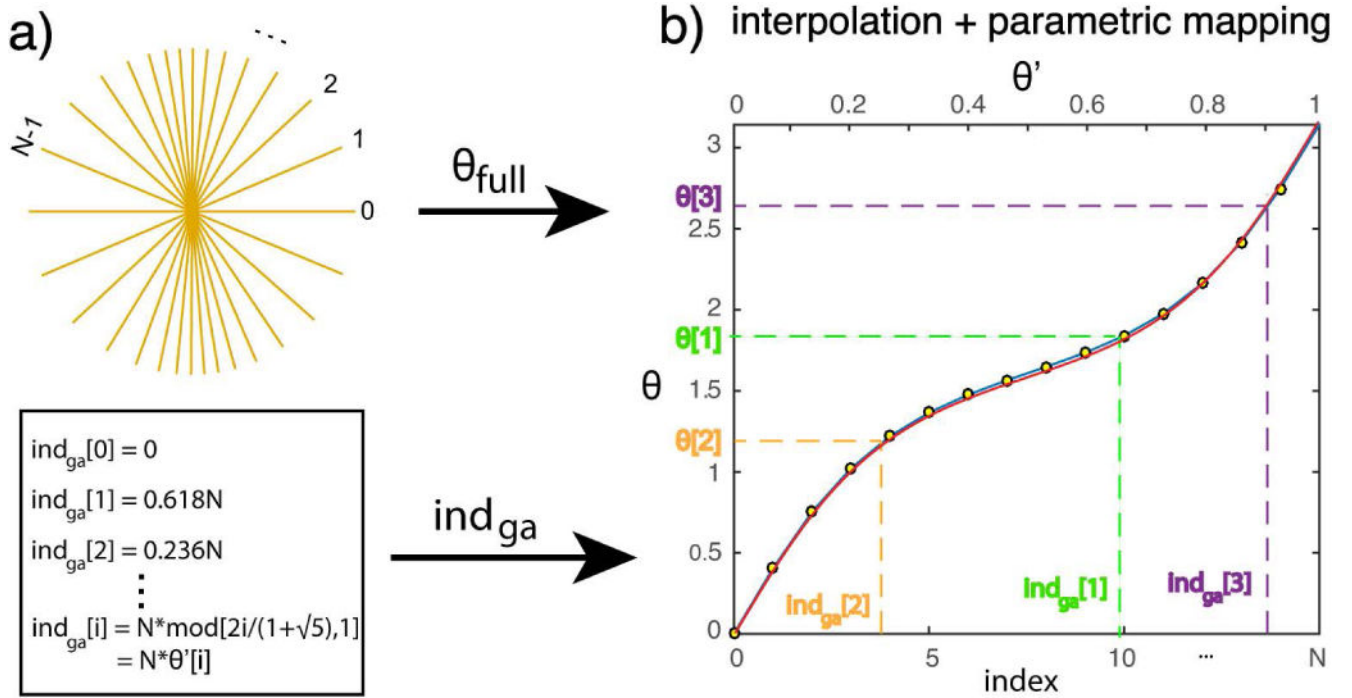 a)
2
1
0
N-1
θfull
indga[0] = 0
indga[1] = 0.618N
indga[2] = 0.236N
indga[i] = N*mod[2i/(1+√5),1]
= N*θ'[i]
indga
b) interpolation + parametric mapping
θ'
0 0.2 0.4 0.6 0.8 1
3
θ[3]
2.5
2
θ[1]
θ
1.5
θ[2]
1
0.5
0
indga[2]
indga[1]
indga[3]
0 5 10 ... N
index